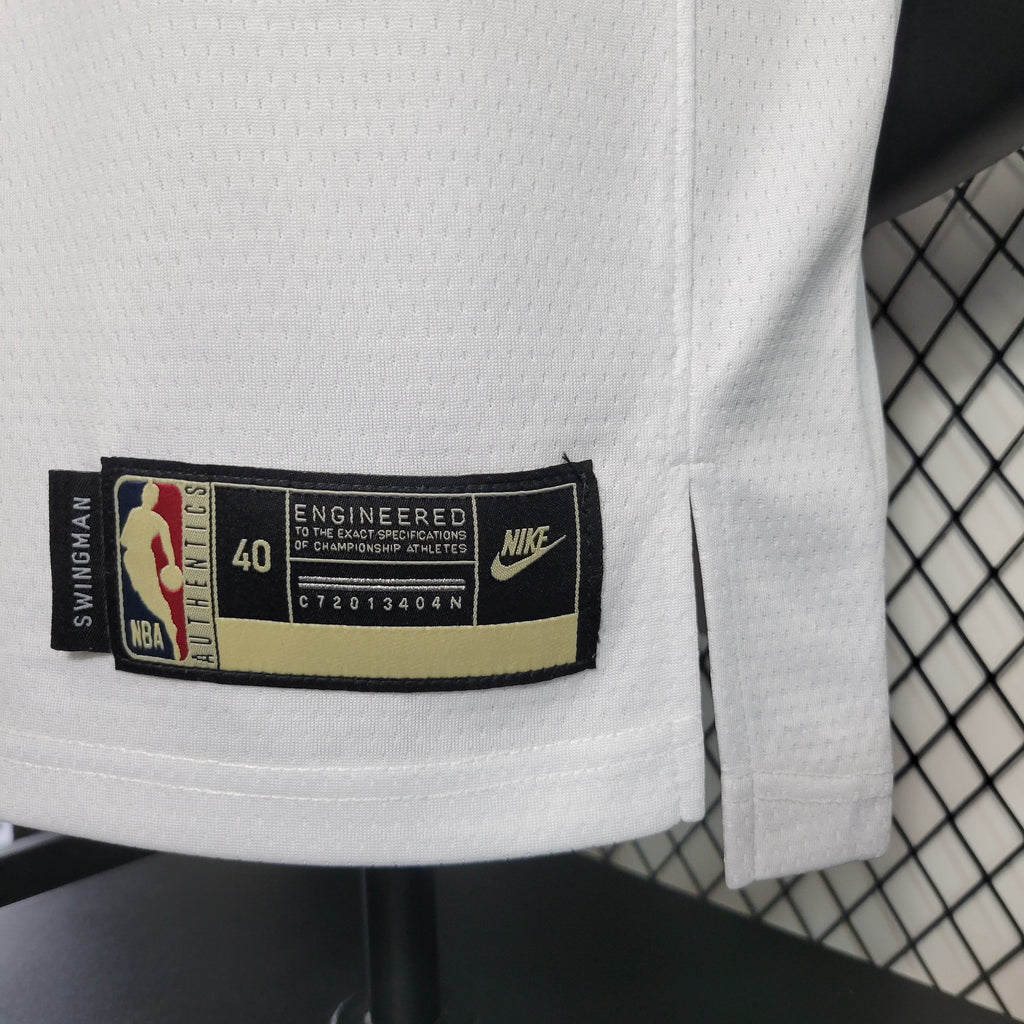 SWINGMAN
NBA
AUTHENTICS
40
ENGINEERED
TO THE EXACT SPECIFICATIONS
OF CHAMPIONSHIP ATHLETES
C72013404N
NIKE